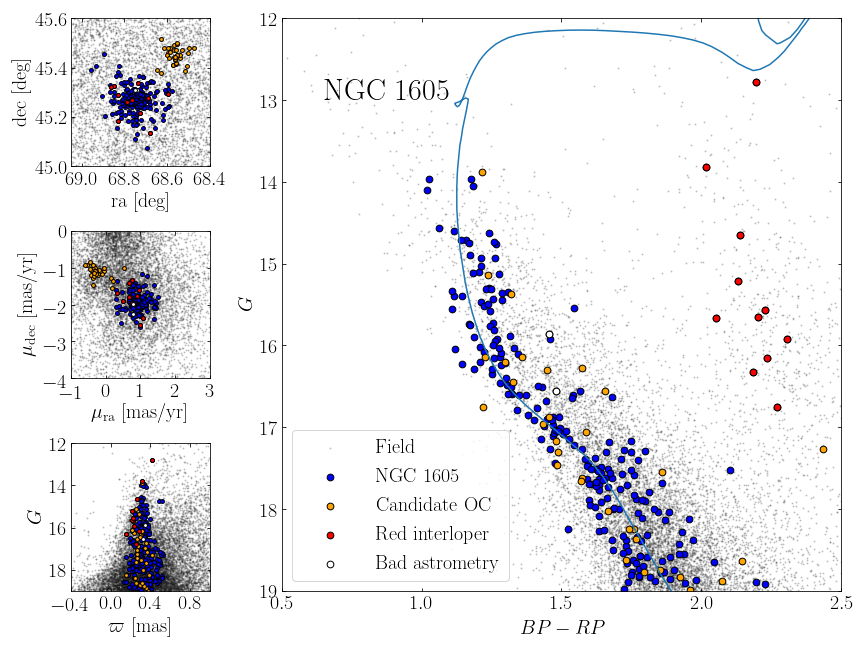 45.6
45.4
45.2
45.0
dec [deg]
69.0 68.8 68.6 68.4
ra [deg]
0
−1
−2
−3
−4
μdec [mas/yr]
−1 0 1 2 3
μra [mas/yr]
12
14
16
18
G
−0.4 0.0 0.4 0.8
ϖ [mas]
12
13
14
15
16
17
18
19
G
NGC 1605
Field
NGC 1605
Candidate OC
Red interloper
Bad astrometry
0.5 1.0 1.5 2.0 2.5
BP − RP